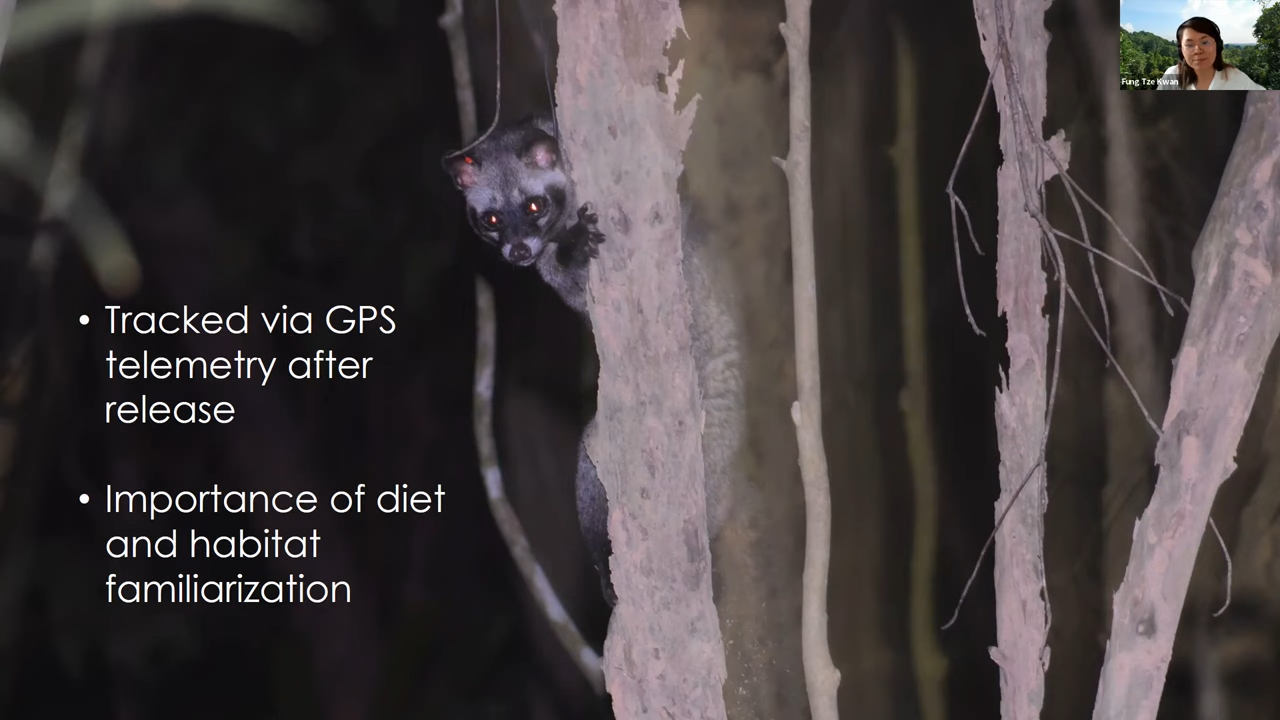 Fung Tze Kwan
• Tracked via GPS
telemetry after
release
• Importance of diet
and habitat
familiarization